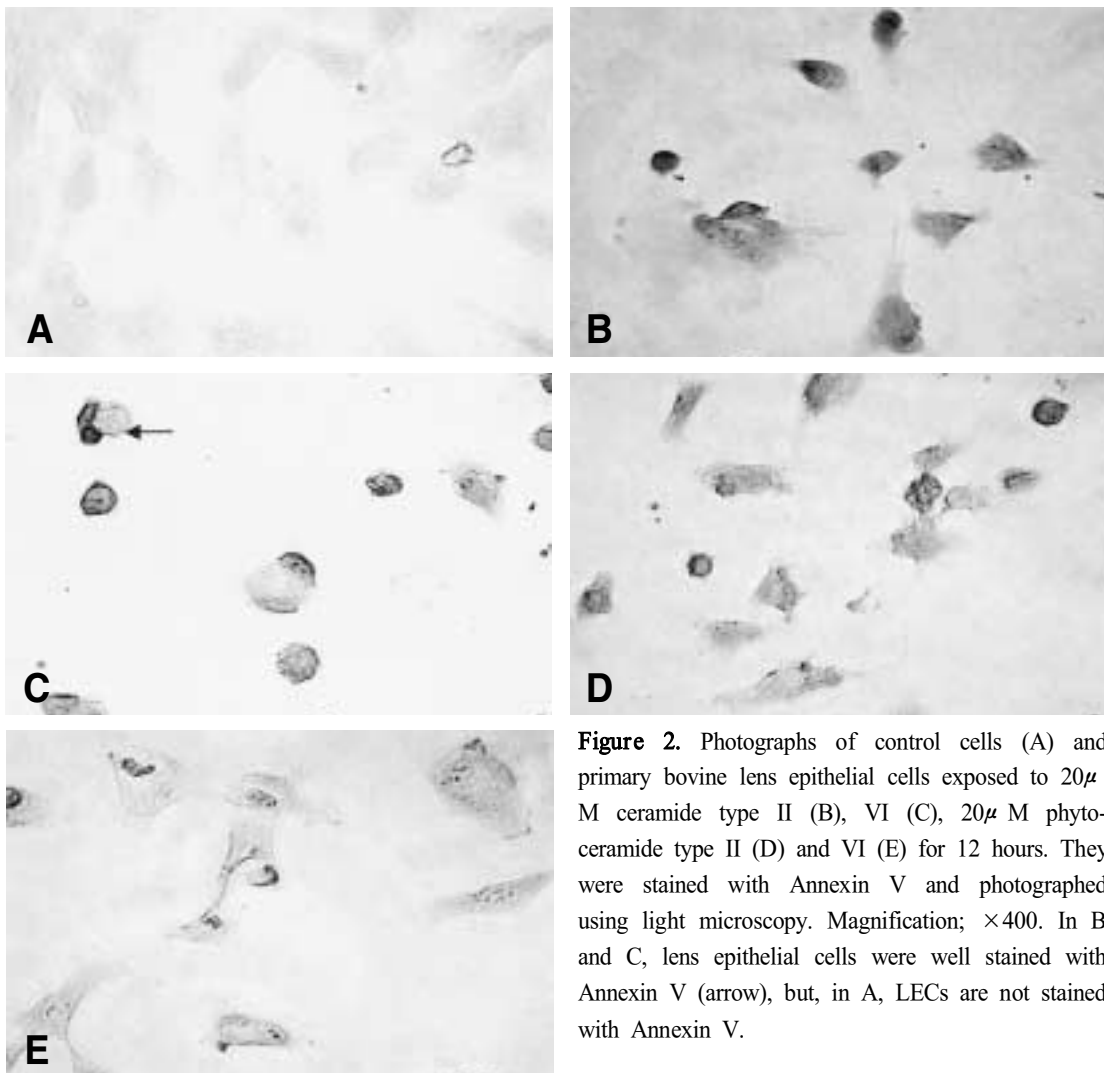 A
B
C
D
E
Figure 2. Photographs of control cells (A) and
primary bovine lens epithelial cells exposed to 20μ
M ceramide type II (B), VI (C), 20μ M phyto-
ceramide type II (D) and VI (E) for 12 hours. They
were stained with Annexin V and photographed
using light microscopy. Magnification; ×400. In B
and C, lens epithelial cells were well stained with
Annexin V (arrow), but, in A, LECs are not stained
with Annexin V.